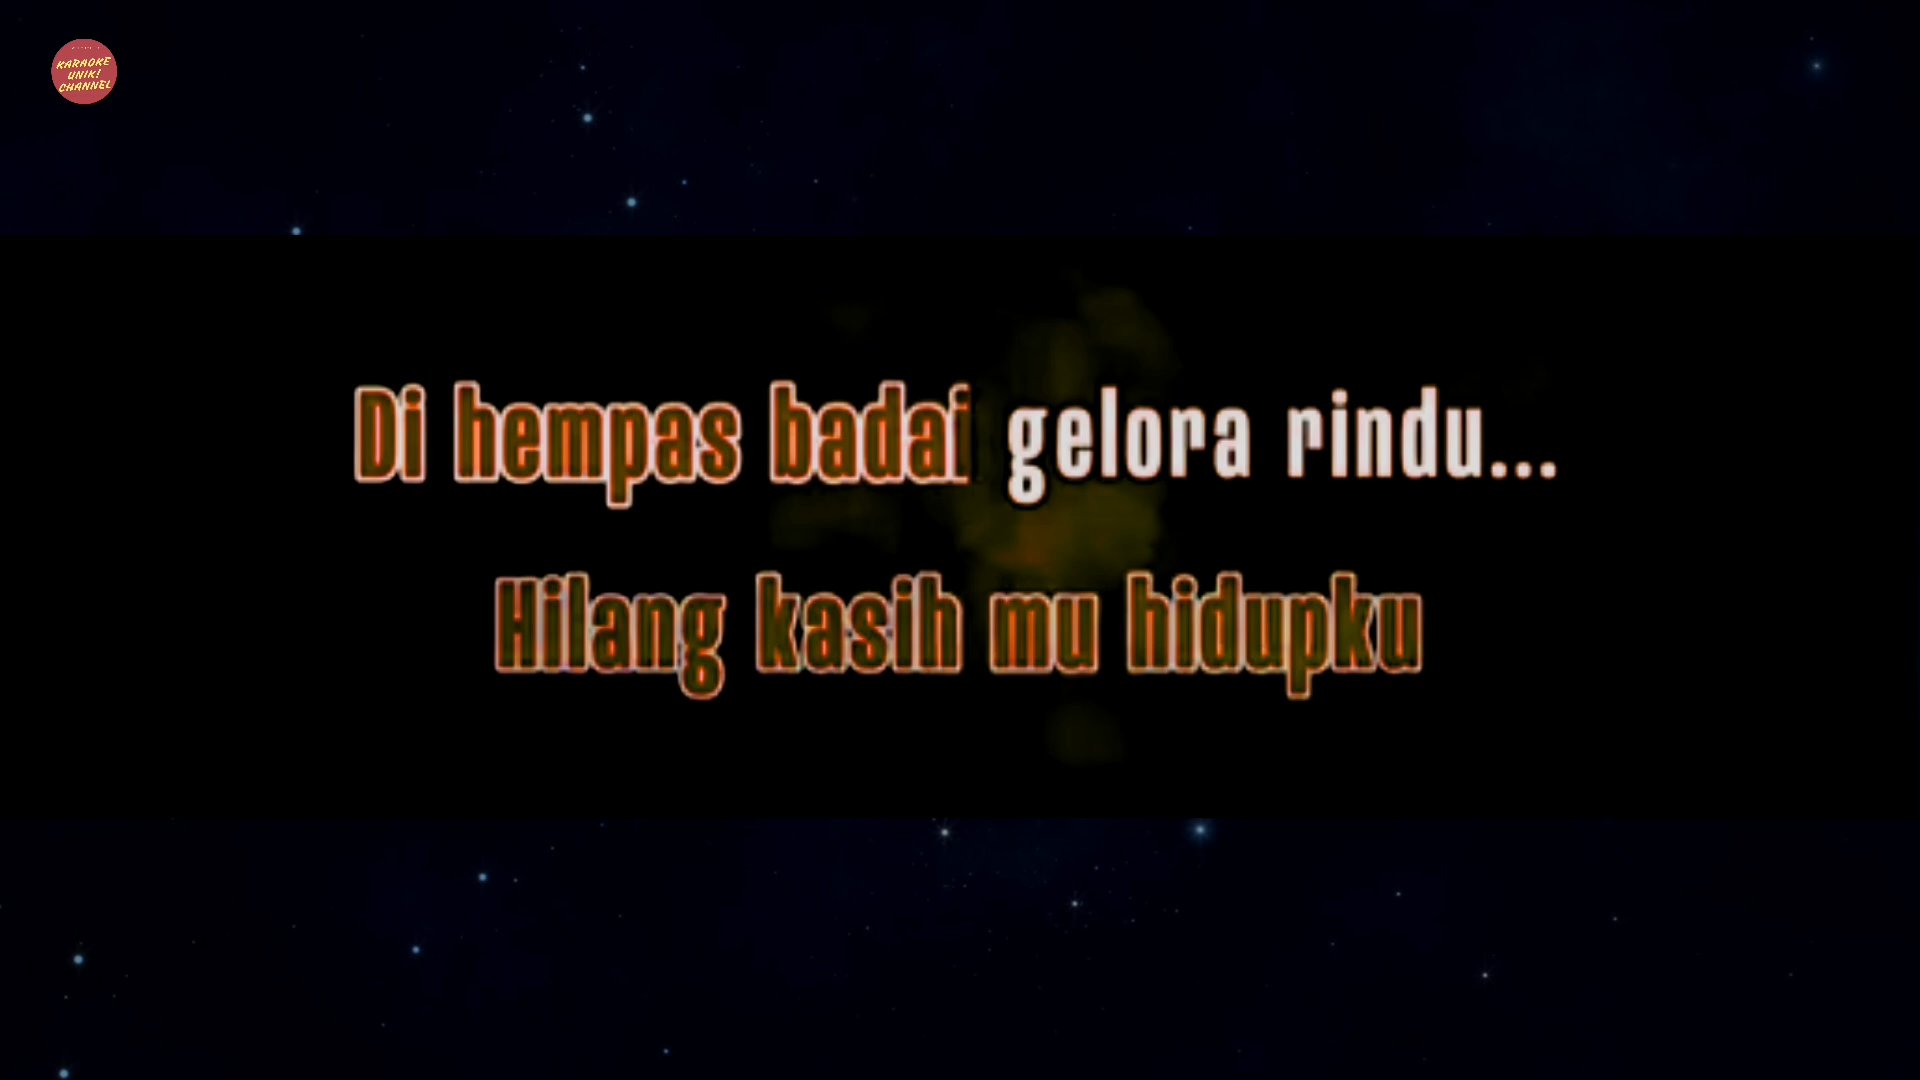 KARAOKE
UNIK!
CHANNEL
Di hempas badai gelora rindu...
Hilang kasih mu hidupku